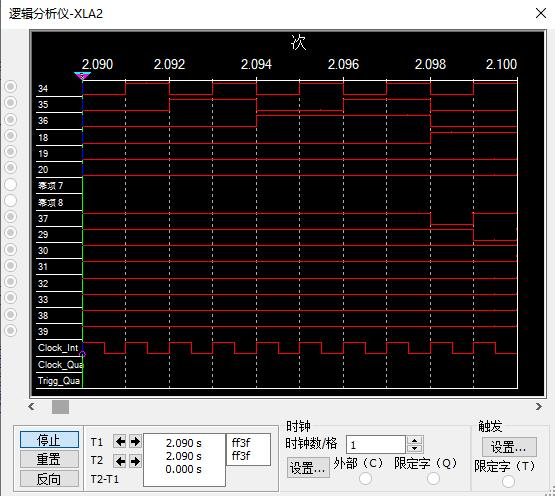 逻辑分析仪-XLA2
次
2.090 2.092 2.094 2.096 2.098 2.100
34
35
36
18
19
20
幂项 7
幂项 8
37
29
30
31
32
33
38
39
Clock_Int
Clock_Qua
Trigg_Qua
停止
重置
反向
T1 2.090 s ff3f
T2 2.090 s ff3f
T2-T1 0.000 s
时钟
时钟数/格 1
设置... 外部（C） 限定字（Q）
触发
设置...
限定字（T）